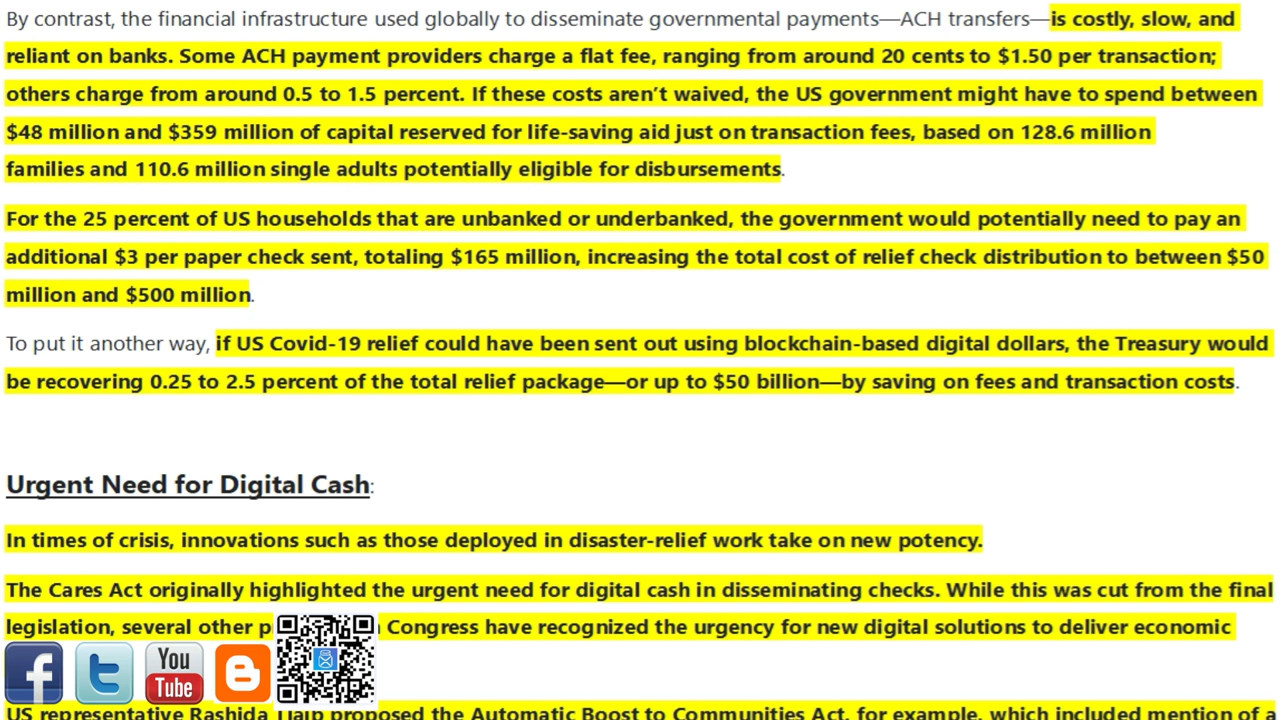 By contrast, the financial infrastructure used globally to disseminate governmental payments—ACH transfers—is costly, slow, and
reliant on banks. Some ACH payment providers charge a flat fee, ranging from around 20 cents to $1.50 per transaction;
others charge from around 0.5 to 1.5 percent. If these costs aren’t waived, the US government might have to spend between
$48 million and $359 million of capital reserved for life-saving aid just on transaction fees, based on 128.6 million
families and 110.6 million single adults potentially eligible for disbursements.
For the 25 percent of US households that are unbanked or underbanked, the government would potentially need to pay an
additional $3 per paper check sent, totaling $165 million, increasing the total cost of relief check distribution to between $50
million and $500 million.
To put it another way, if US Covid-19 relief could have been sent out using blockchain-based digital dollars, the Treasury would
be recovering 0.25 to 2.5 percent of the total relief package—or up to $50 billion—by saving on fees and transaction costs.
Urgent Need for Digital Cash:
In times of crisis, innovations such as those deployed in disaster-relief work take on new potency.
The Cares Act originally highlighted the urgent need for digital cash in disseminating checks. While this was cut from the final
legislation, several other Congress have recognized the urgency for new digital solutions to deliver economic
You
Tube
US representative Rashida Tlaib proposed the Automatic Boost to Communities Act, for example, which included mention of a